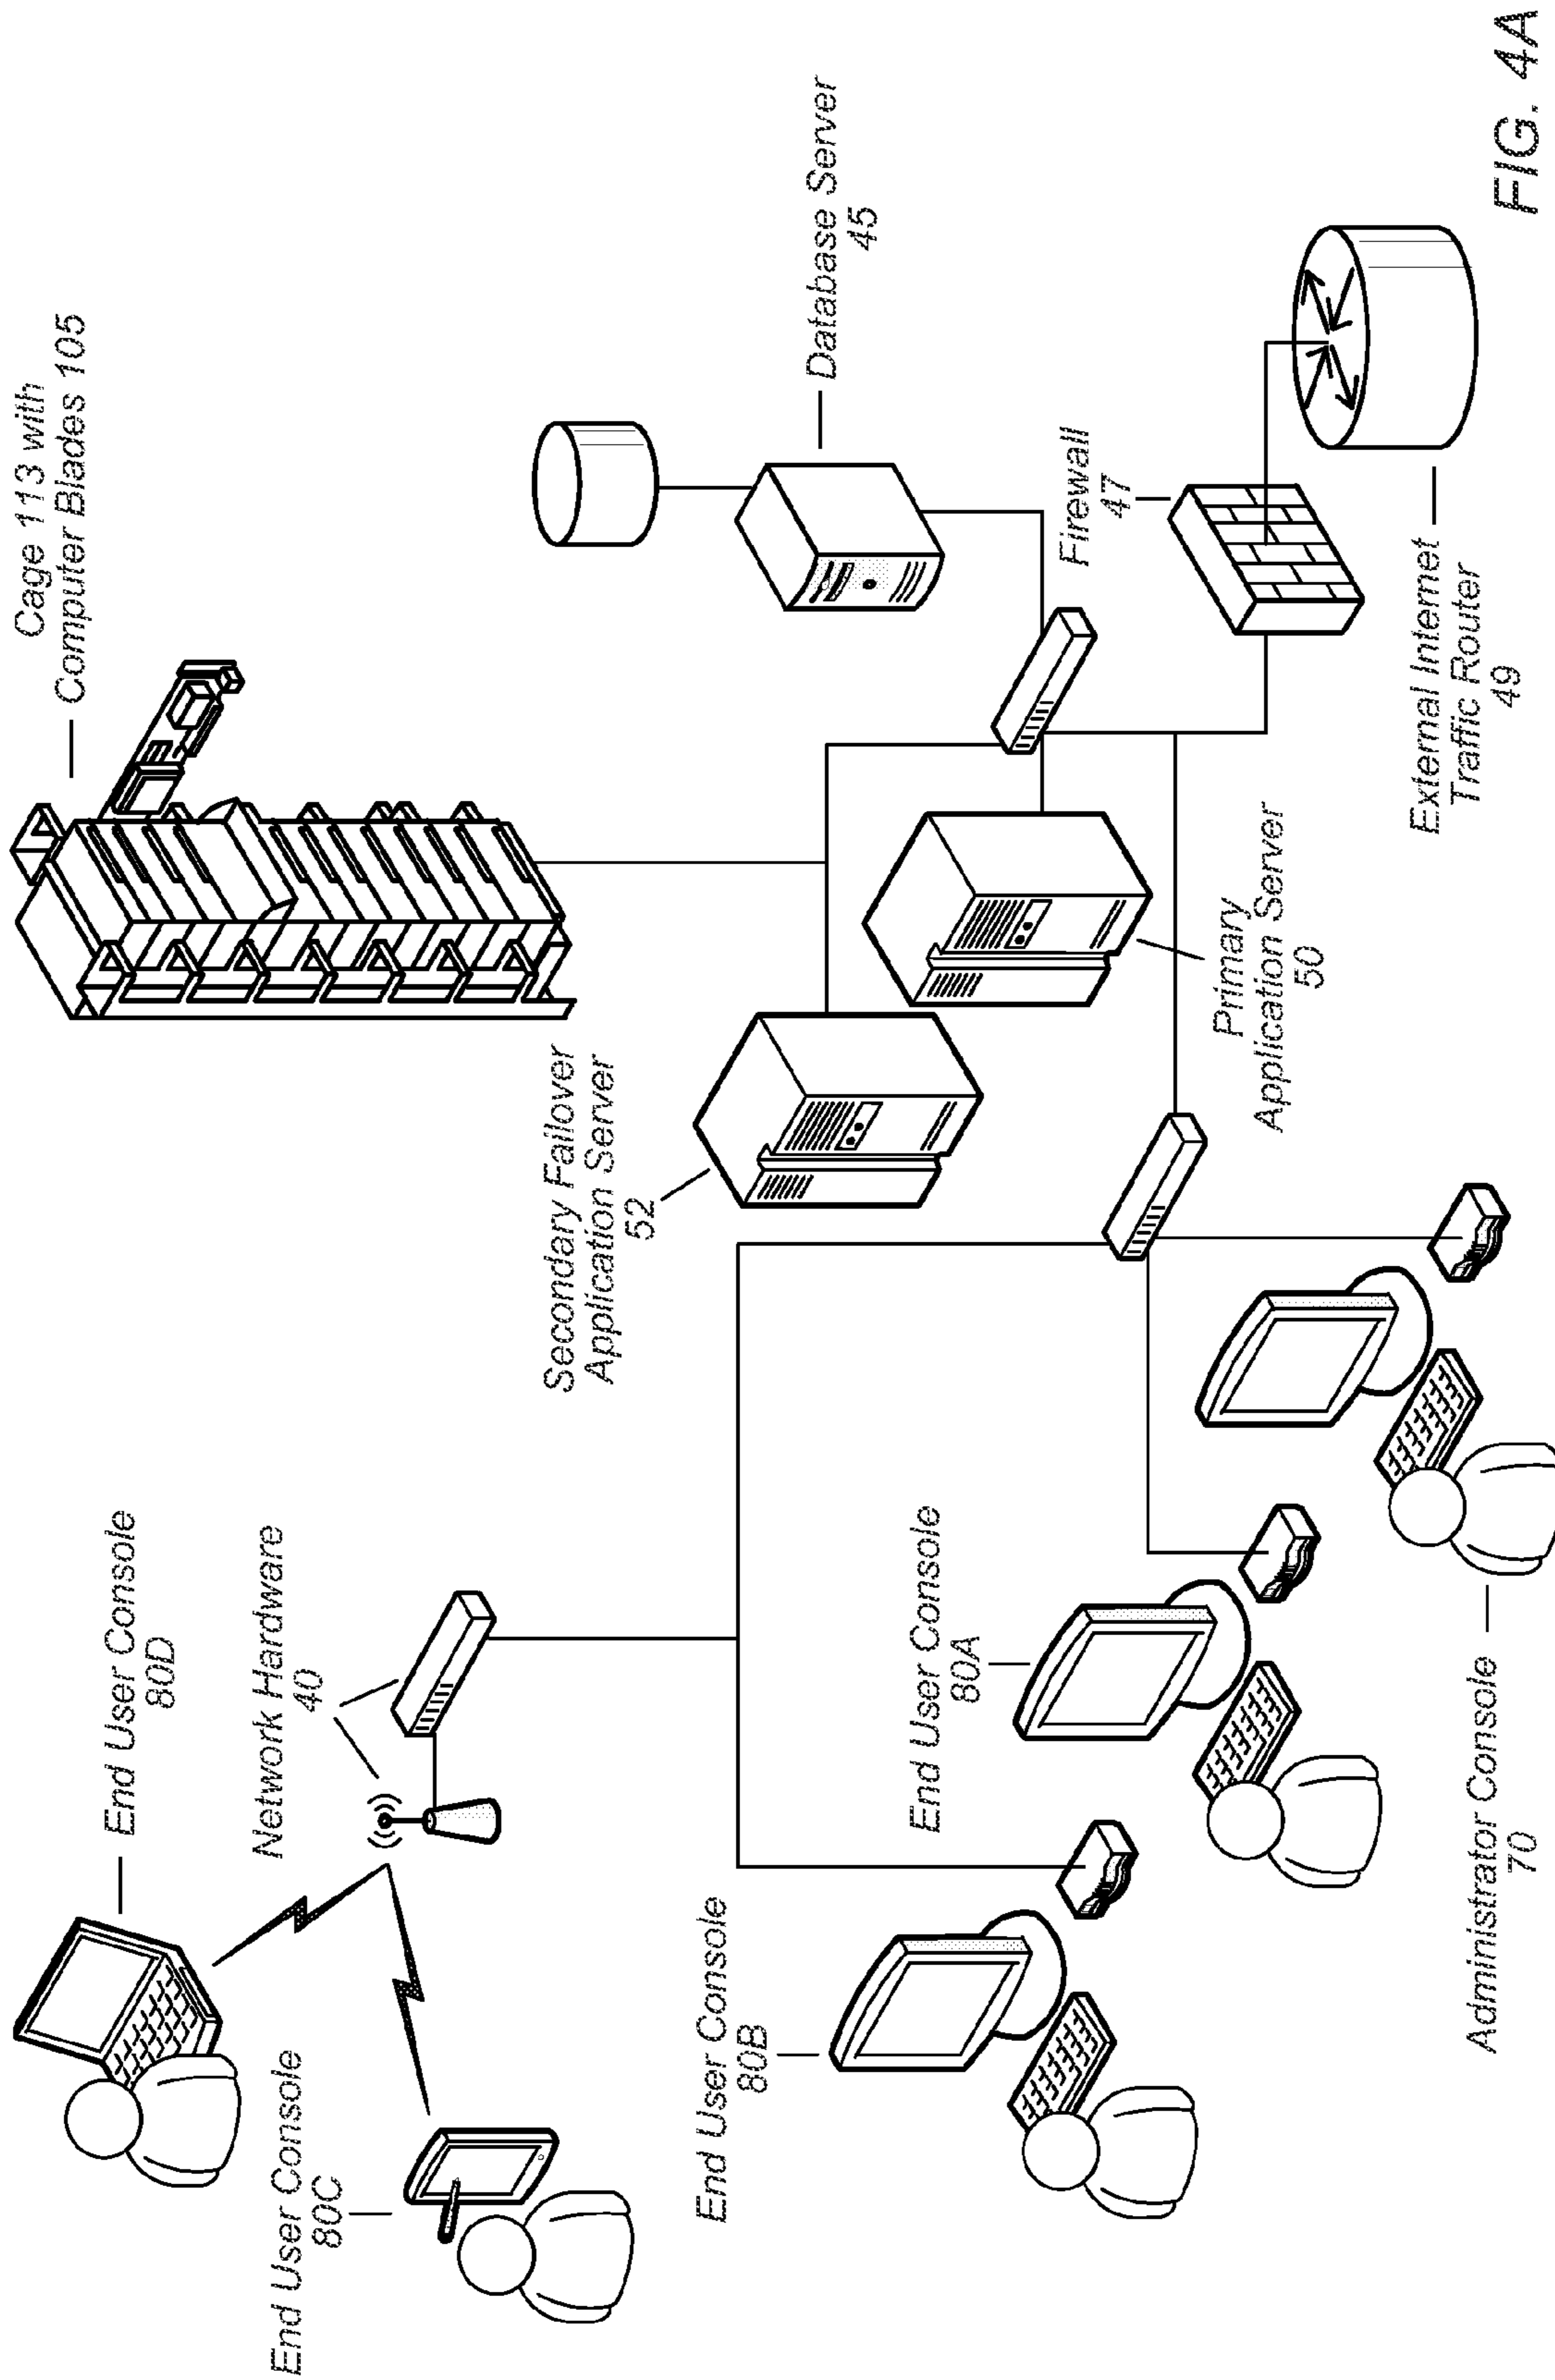 End User Console
80D
Cage 113 with
Computer Blades 105
Network Hardware
40
End User Console
80C
Secondary Failover
Application Server
52
Database Server
45
End User Console
80B
End User Console
80A
Firewall
47
Primary
Application Server
50
External Internet
Traffic Router
49
Administrator Console
70
FIG. 4A